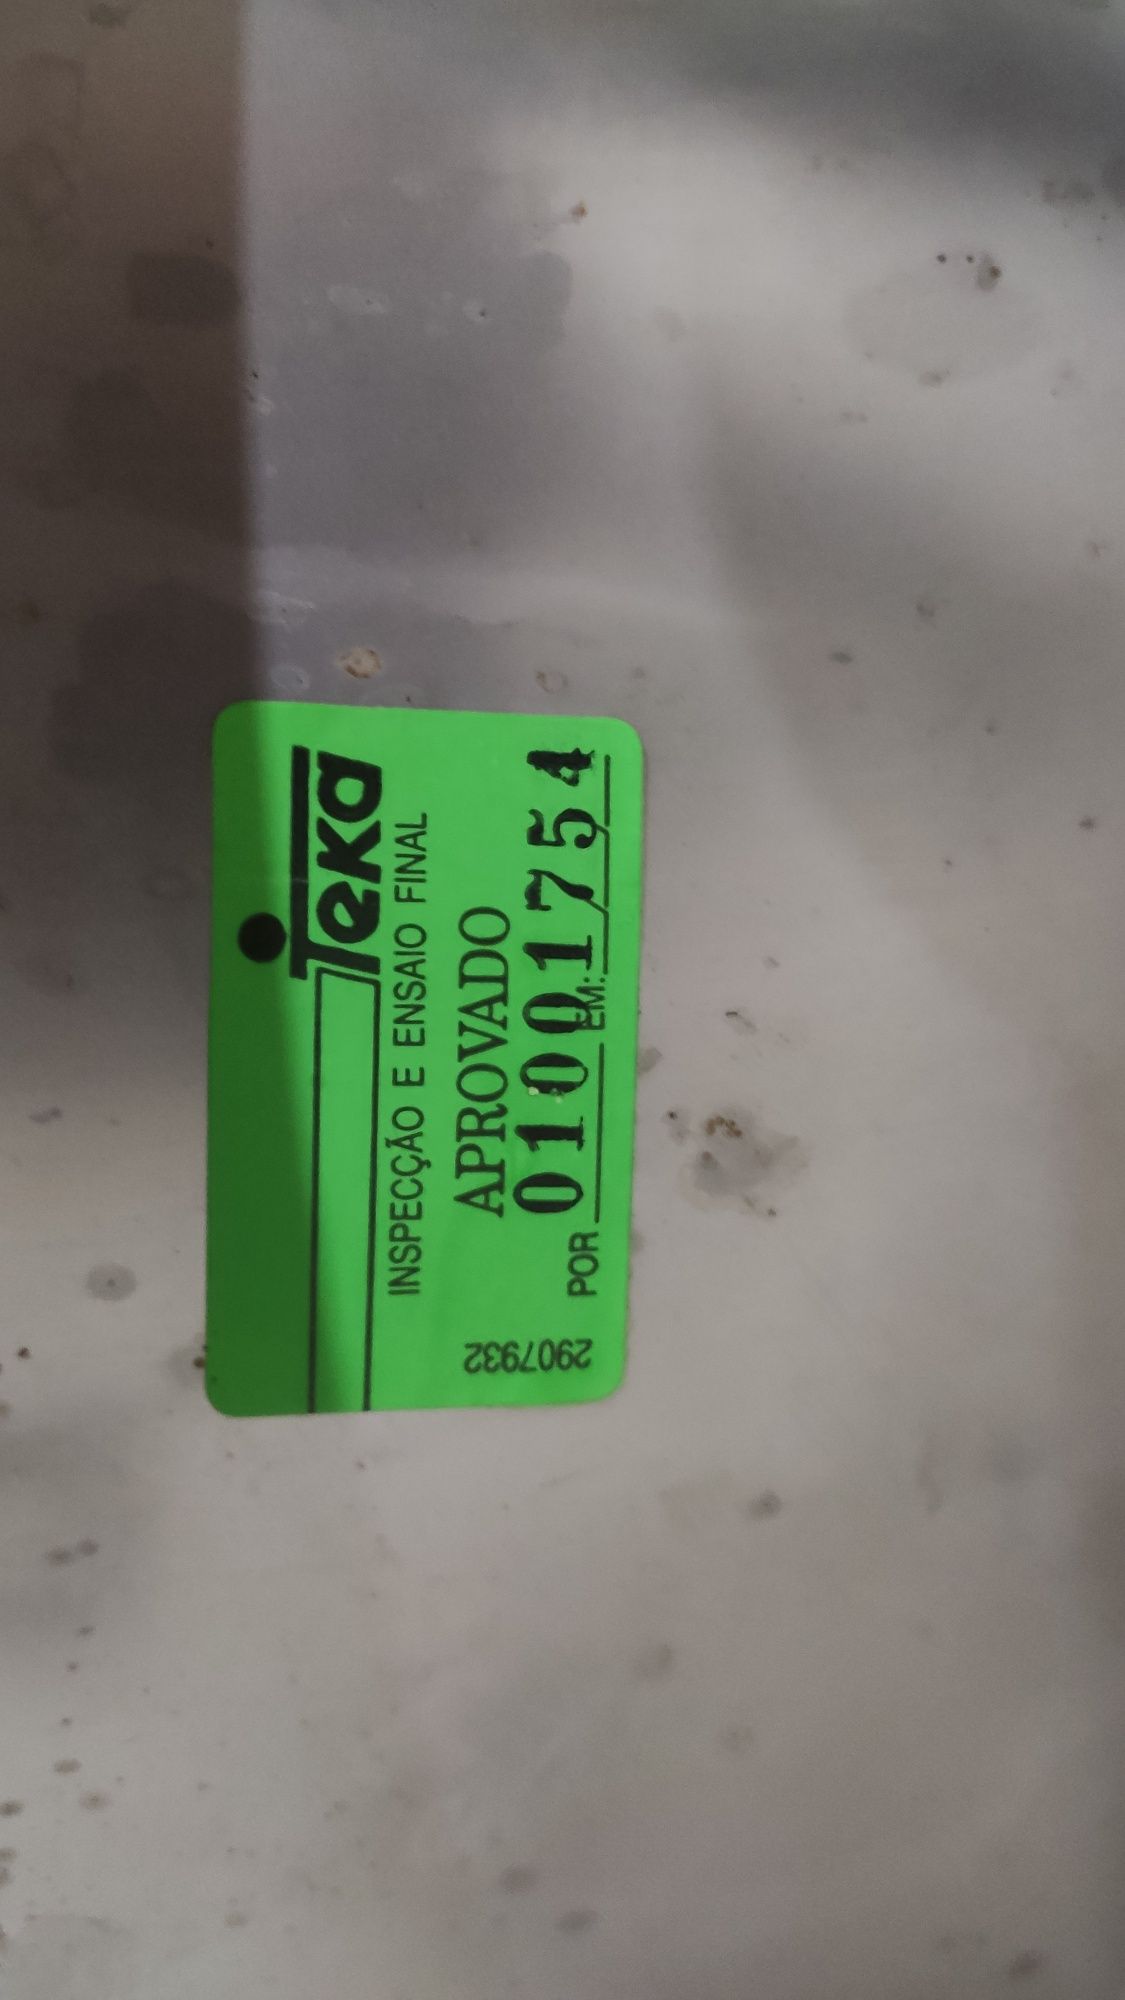 Teka
INSPECÇÃO E ENSAIO FINAL
APROVADO
01001754
POR EM:
2907932